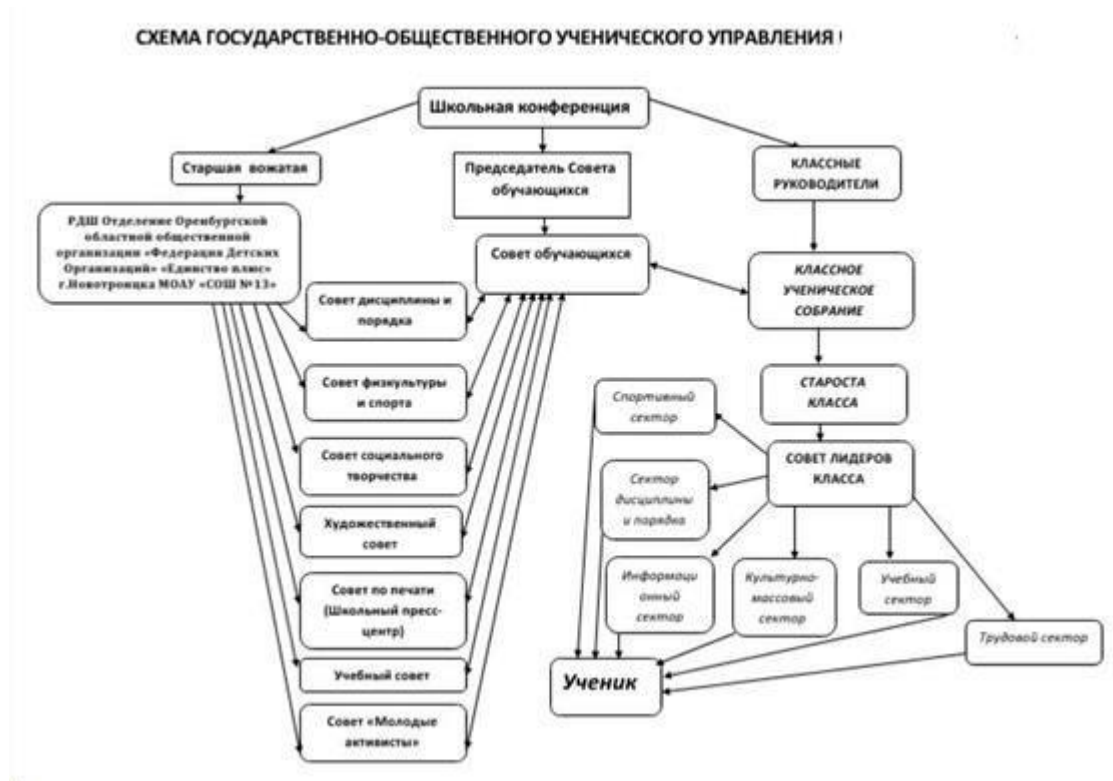 СХЕМА ГОСУДАРСТВЕННО-ОБЩЕСТВЕННОГО УЧЕНИЧЕСКОГО УПРАВЛЕНИЯ
Школьная конференция
Старшая вожатая
Председатель Совета
обучающихся
КЛАССНЫЕ
РУКОВОДИТЕЛИ
РДШ Отделение Оренбургской
областной общественной
организации «Федерация Детских
Организаций» «Единство плюс»
г.Новотроицка МОАУ «СОШ №13»
Совет обучающихся
КЛАССНОЕ
УЧЕНИЧЕСКОЕ
СОБРАНИЕ
Совет дисциплины и
порядка
Совет физкультуры
и спорта
Совет социального
творчества
Художественный
совет
Совет по печати
(Школьный пресс-
центр)
Учебный совет
Совет «Молодые
активисты»
СТАРОСТА
КЛАССА
СОВЕТ ЛИДЕРОВ
КЛАССА
Спортивный
сектор
Сектор
дисциплины
и порядка
Информаци
онный
сектор
Культурно-
массовый
сектор
Учебный
сектор
Трудовой сектор
Ученик